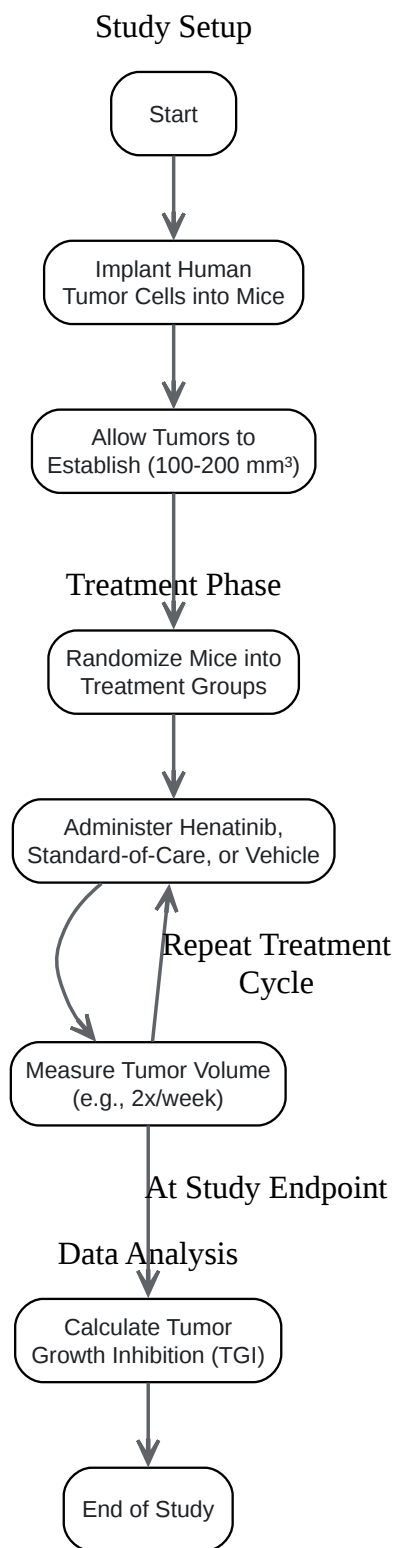 Study Setup
Start
Implant Human
Tumor Cells into Mice
Allow Tumors to
Establish (100-200 mm³)
Treatment Phase
Randomize Mice into
Treatment Groups
Administer Henatinib,
Standard-of-Care, or Vehicle
Repeat Treatment
Cycle
Measure Tumor Volume
(e.g., 2x/week)
At Study Endpoint
Data Analysis
Calculate Tumor
Growth Inhibition (TGI)
End of Study